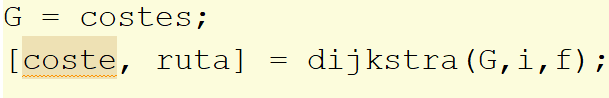 G = costes;
[coste, ruta] = dijkstra(G,i,f);